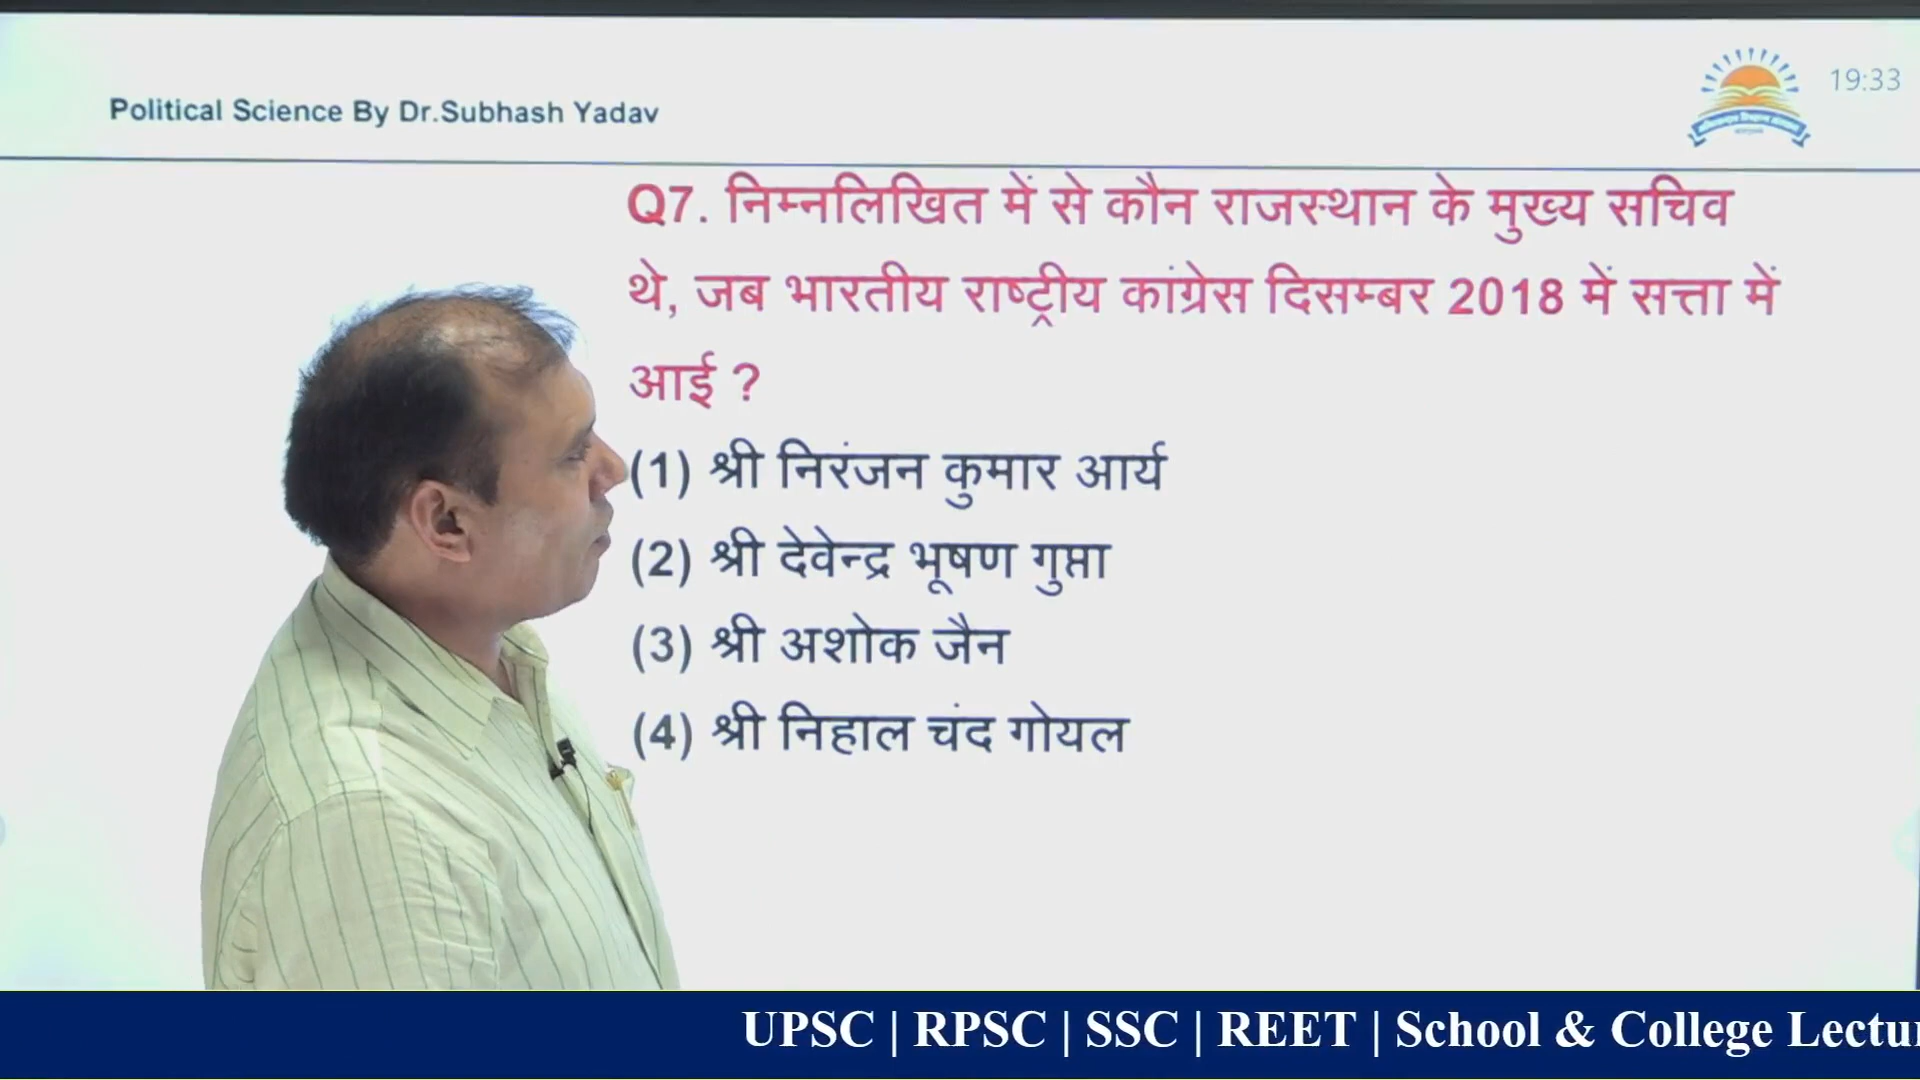 Political Science By Dr.Subhash Yadav
19:33
Q7. निम्नलिखित में से कौन राजस्थान के मुख्य सचिव
थे, जब भारतीय राष्ट्रीय कांग्रेस दिसम्बर 2018 में सत्ता में
आई ?
(1) श्री निरंजन कुमार आर्य
(2) श्री देवेन्द्र भूषण गुप्ता
(3) श्री अशोक जैन
(4) श्री निहाल चंद गोयल
UPSC | RPSC | SSC | REET | School & College Lectur